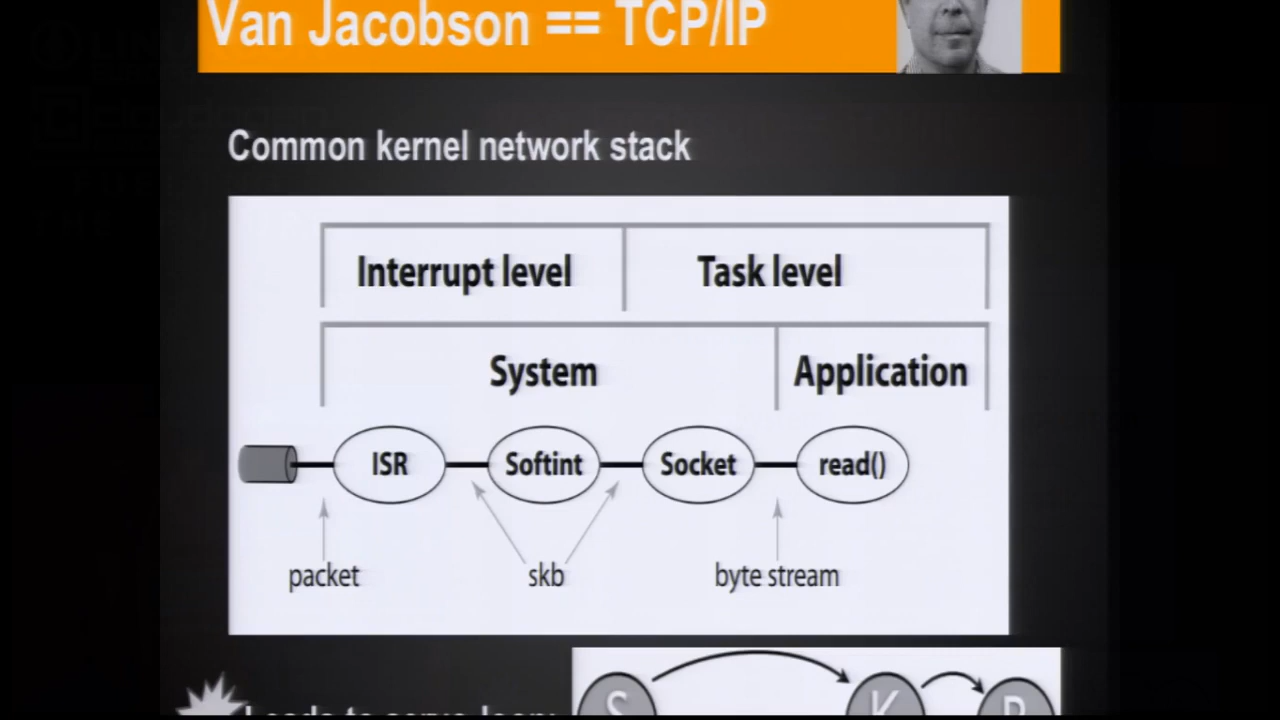 Van Jacobson == TCP/IP
Common kernel network stack
Interrupt level Task level
System Application
ISR Softint Socket read()
packet skb byte stream
S K R